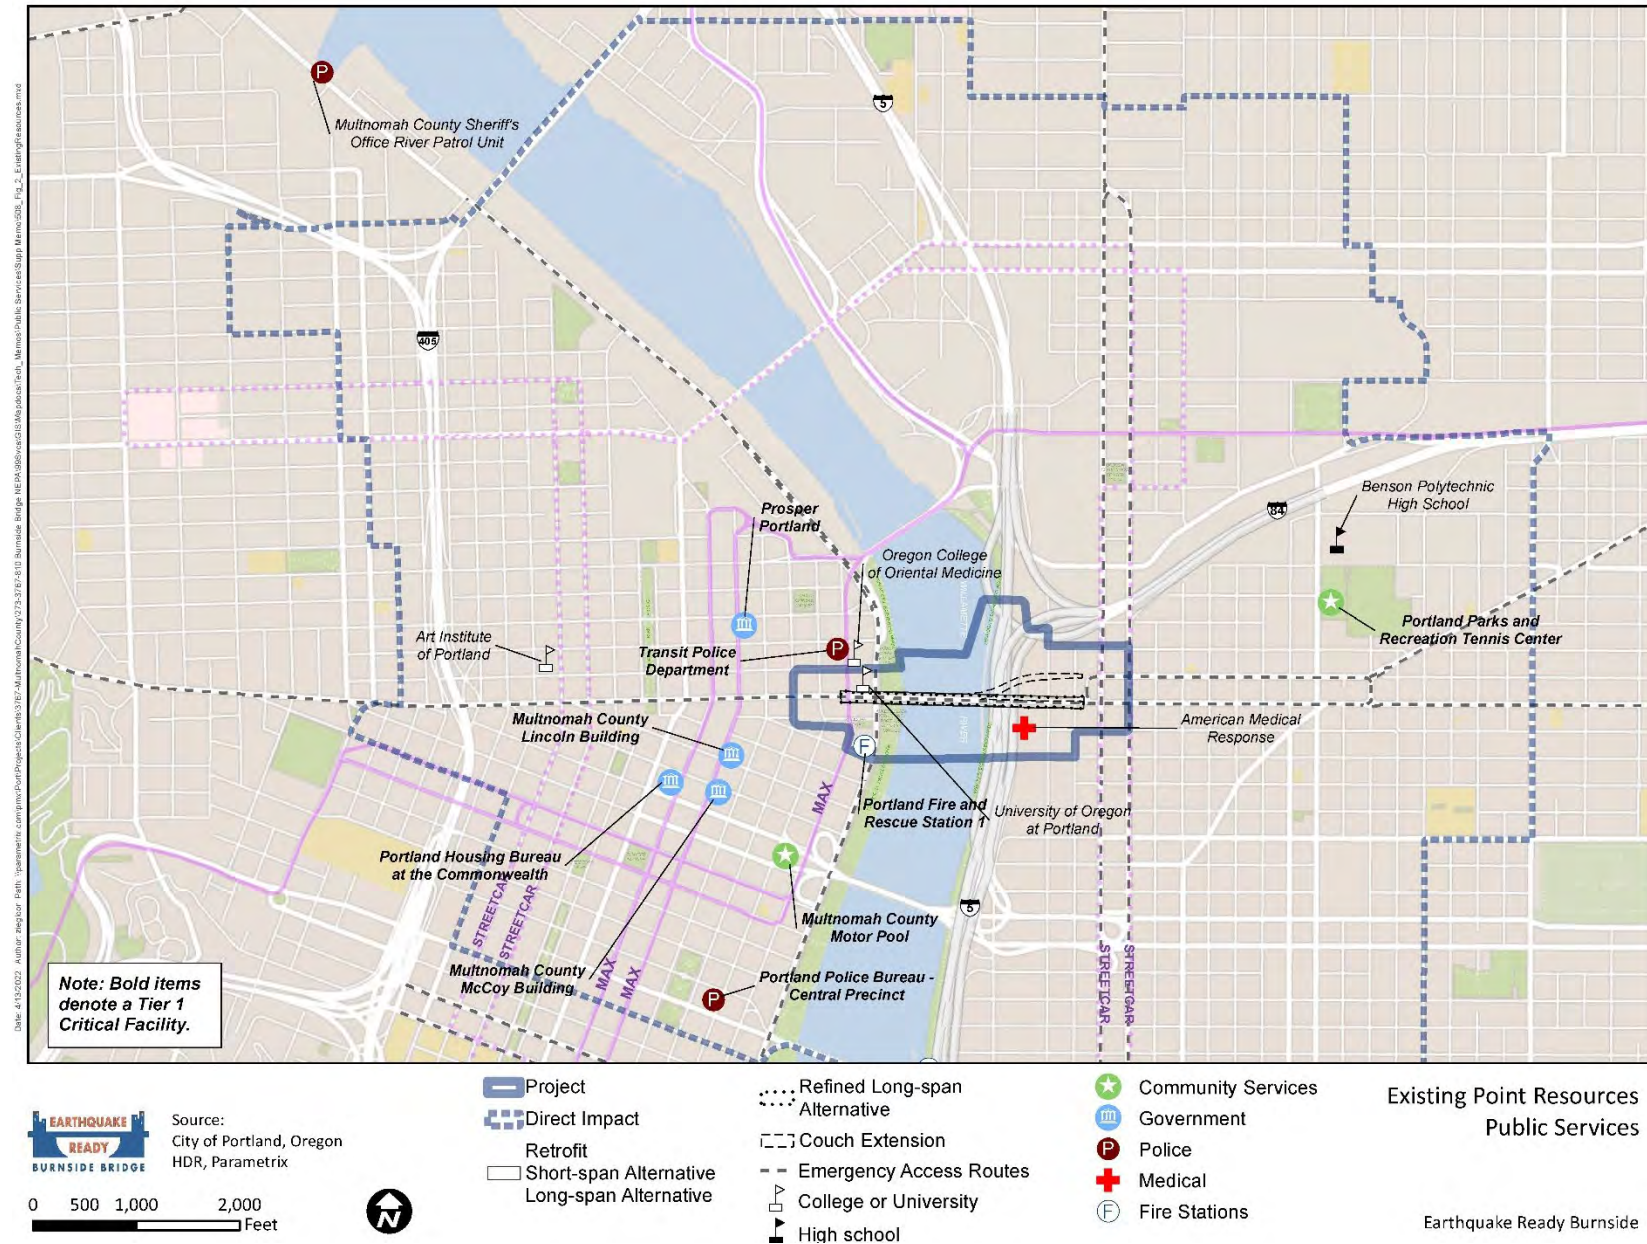 5
P
Multnomah County Sheriff's
Office River Patrol Unit
405
Prosper
Portland
Oregon College
of Oriental Medicine
84
Benson Polytechnic
High School
Art Institute
of Portland
Transit Police
Department
P
Portland Parks and
Recreation Tennis Center
WILLAMETTE
RIVER
Multnomah County
Lincoln Building
American Medical
Response
F
MAX
Portland Fire and
Rescue Station 1
University of Oregon
at Portland
Portland Housing Bureau
at the Commonwealth
STREETCAR
STREETCAR
5
Multnomah County
Motor Pool
Multnomah County
McCoy Building
MAX
MAX
Portland Police Bureau -
Central Precinct
P
STREETCAR
STREETCAR
Note: Bold items
denote a Tier 1
Critical Facility.
EARTHQUAKE
READY
BURNSIDE BRIDGE
Source:
City of Portland, Oregon
HDR, Parametrix
0 500 1,000 2,000
Feet
N
Project
Direct Impact
Retrofit
Short-span Alternative
Long-span Alternative
Refined Long-span
Alternative
Couch Extension
Emergency Access Routes
College or University
High school
Community Services
Government
P Police
Medical
F Fire Stations
Existing Point Resources
Public Services
Earthquake Ready Burnside